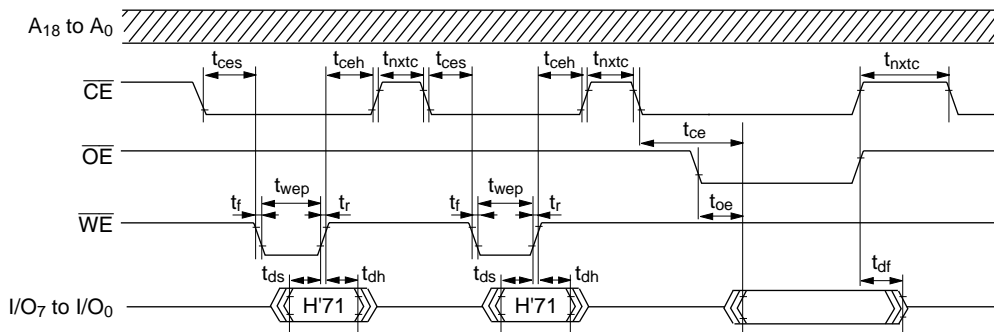 A18 to A0
tces tceh tnxtc tces tceh tnxtc tnxtc
CE
tce
OE
twep twep toe
tf tr tf tr
WE
tds tdh tds tdh tdf
I/O7 to I/O0 H'71 H'71